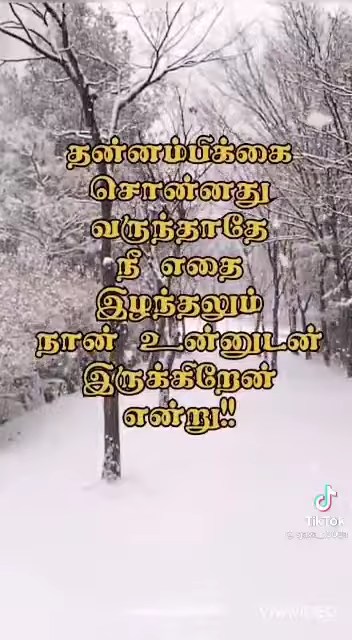 தன்னம்பிக்கை
சொன்னது
வருந்தாதே
நீ எதை
இழந்தலும்
நான் உன்னுடன்
இருக்கிறேன்
என்று!!
TikTok